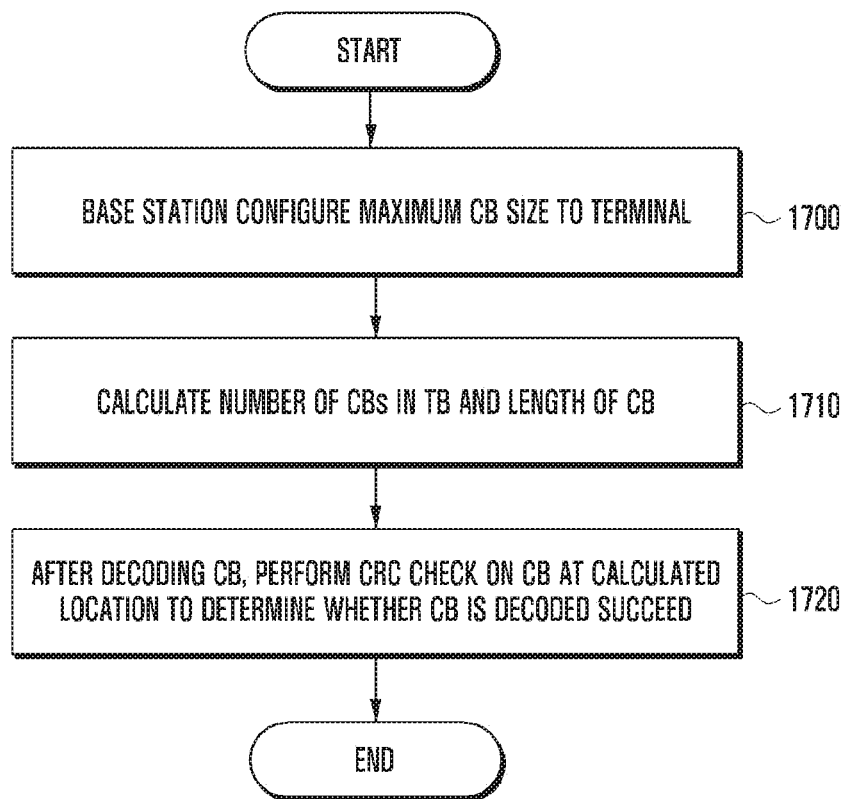 START
BASE STATION CONFIGURE MAXIMUM CB SIZE TO TERMINAL
1700
CALCULATE NUMBER OF CBs IN TB AND LENGTH OF CB
1710
AFTER DECODING CB, PERFORM CRC CHECK ON CB AT CALCULATED
LOCATION TO DETERMINE WHETHER CB IS DECODED SUCCEED
1720
END